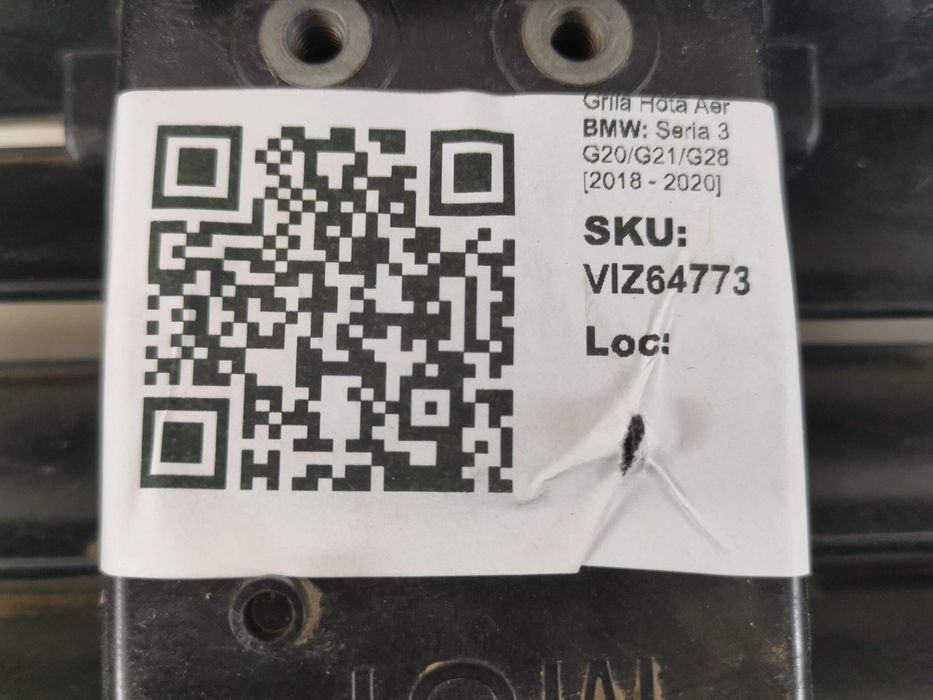 Grila Hota Aer
BMW: Seria 3
G20/G21/G28
[2018 - 2020]
SKU:
VIZ64773
Loc: